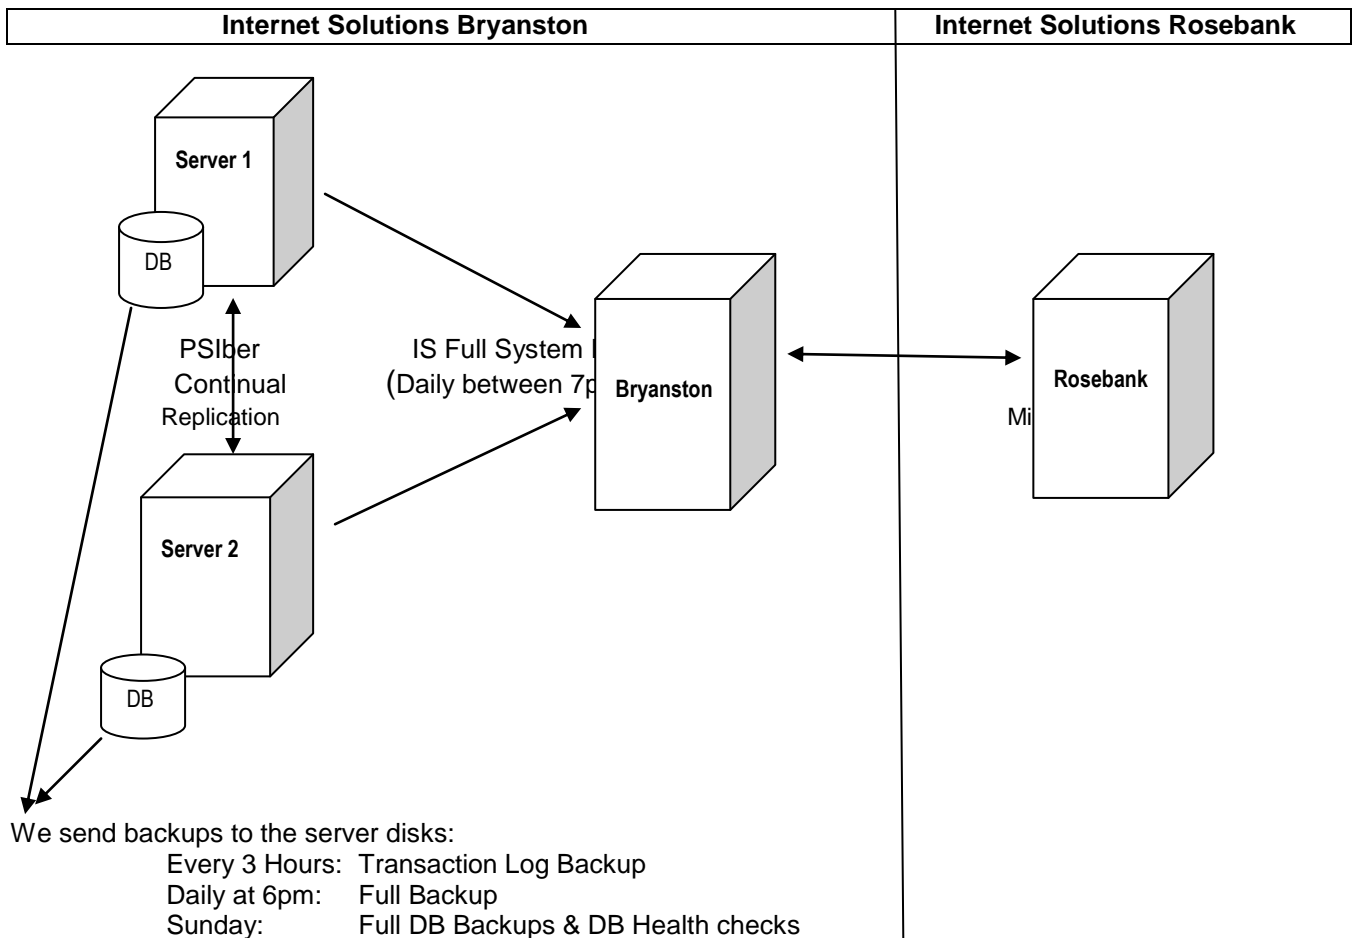 Internet Solutions Bryanston
Internet Solutions Rosebank
Server 1
DB
PSIber
Continual
Replication
IS Full System
(Daily between
Bryanston
Rosebank
Server 2
DB
We send backups to the server disks:
Every 3 Hours: Transaction Log Backup
Daily at 6pm: Full Backup
Sunday: Full DB Backups & DB Health checks